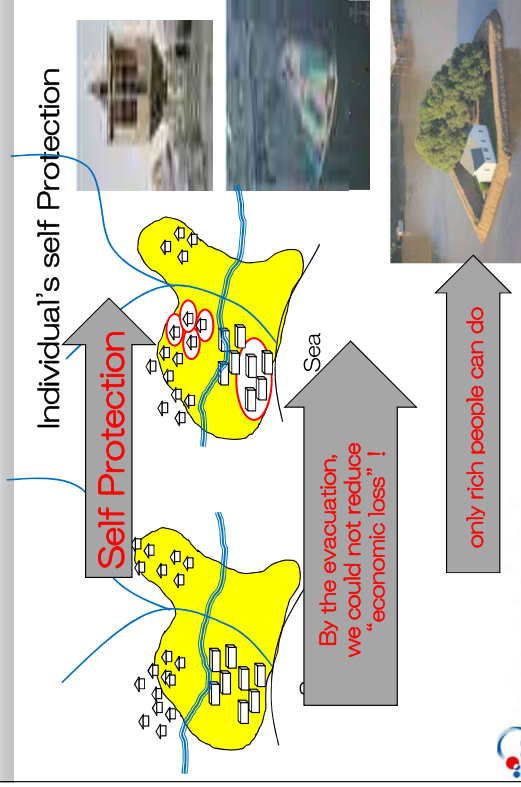 Individual's self Protection
Self Protection
Sea
By the evacuation,
we could not reduce
“economic loss” !
only rich people can do